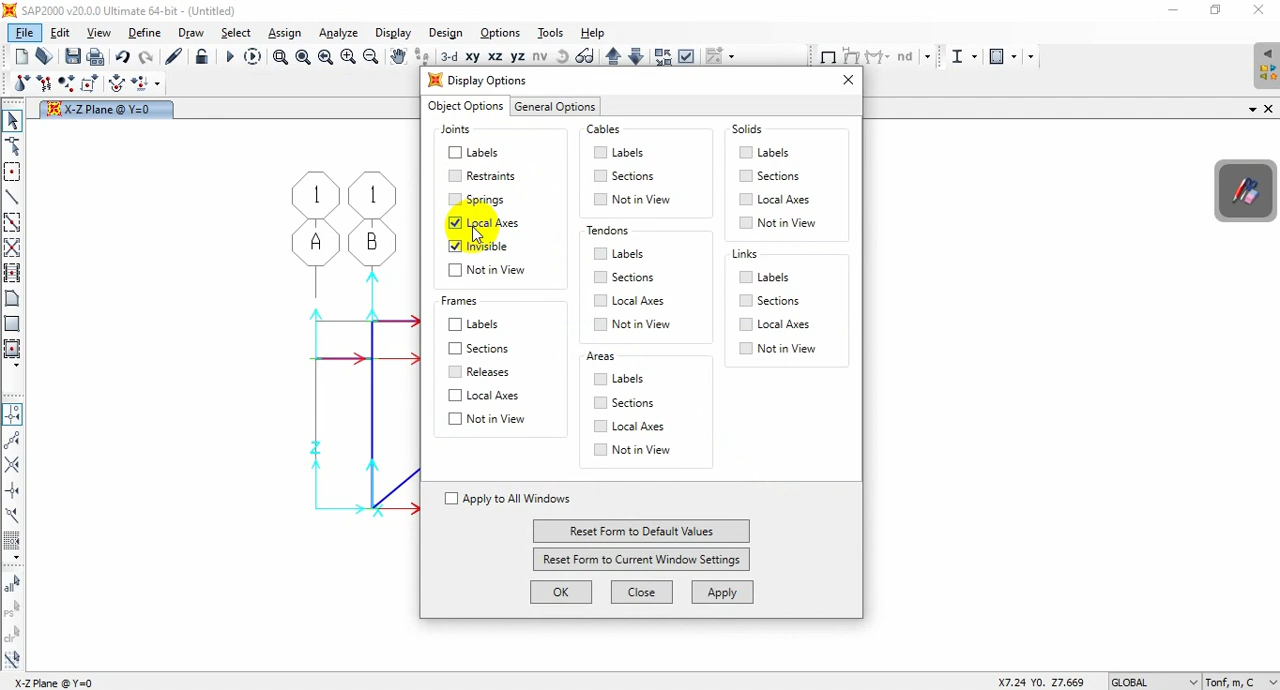 SAP2000 v20.0.0 Ultimate 64-bit - (Untitled)
File Edit View Define Draw Select Assign Analyze Display Design Options Tools Help
3-d xy xz yz nv nd
X-Z Plane @ Y=0
Display Options
Object Options General Options
Joints
Labels
Restraints
Springs
Local Axes
Invisible
Not in View
Frames
Labels
Sections
Releases
Local Axes
Not in View
Cables
Labels
Sections
Not in View
Tendons
Labels
Sections
Local Axes
Not in View
Areas
Labels
Sections
Local Axes
Not in View
Solids
Labels
Sections
Local Axes
Not in View
Links
Labels
Sections
Local Axes
Not in View
Apply to All Windows
Reset Form to Default Values
Reset Form to Current Window Settings
OK Close Apply
1 1
A B
Z
X
all
ps
clr
X-Z Plane @ Y=0
X7.24 Y0. Z7.669
GLOBAL
Tonf, m, C